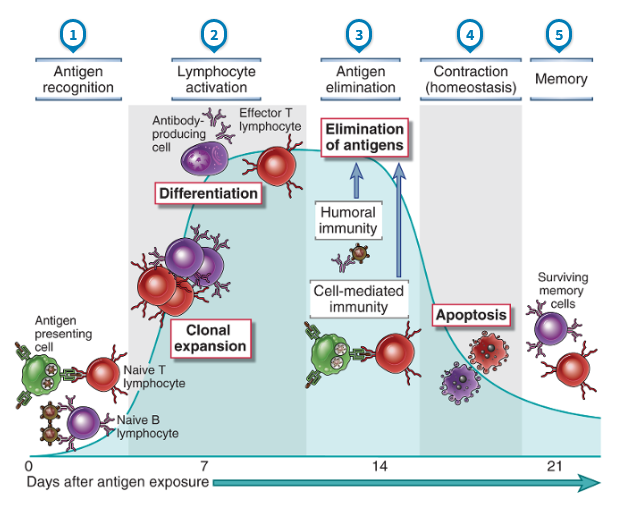 1
2
3
4
5
Antigen
recognition
Lymphocyte
activation
Antigen
elimination
Contraction
(homeostasis)
Memory
Antibody-
producing
cell
Effector T
lymphocyte
Differentiation
Elimination
of antigens
Humoral
immunity
Cell-mediated
immunity
Clonal
expansion
Apoptosis
Surviving
memory
cells
Antigen
presenting
cell
Naive T
lymphocyte
Naive B
lymphocyte
0
7
14
21
Days after antigen exposure